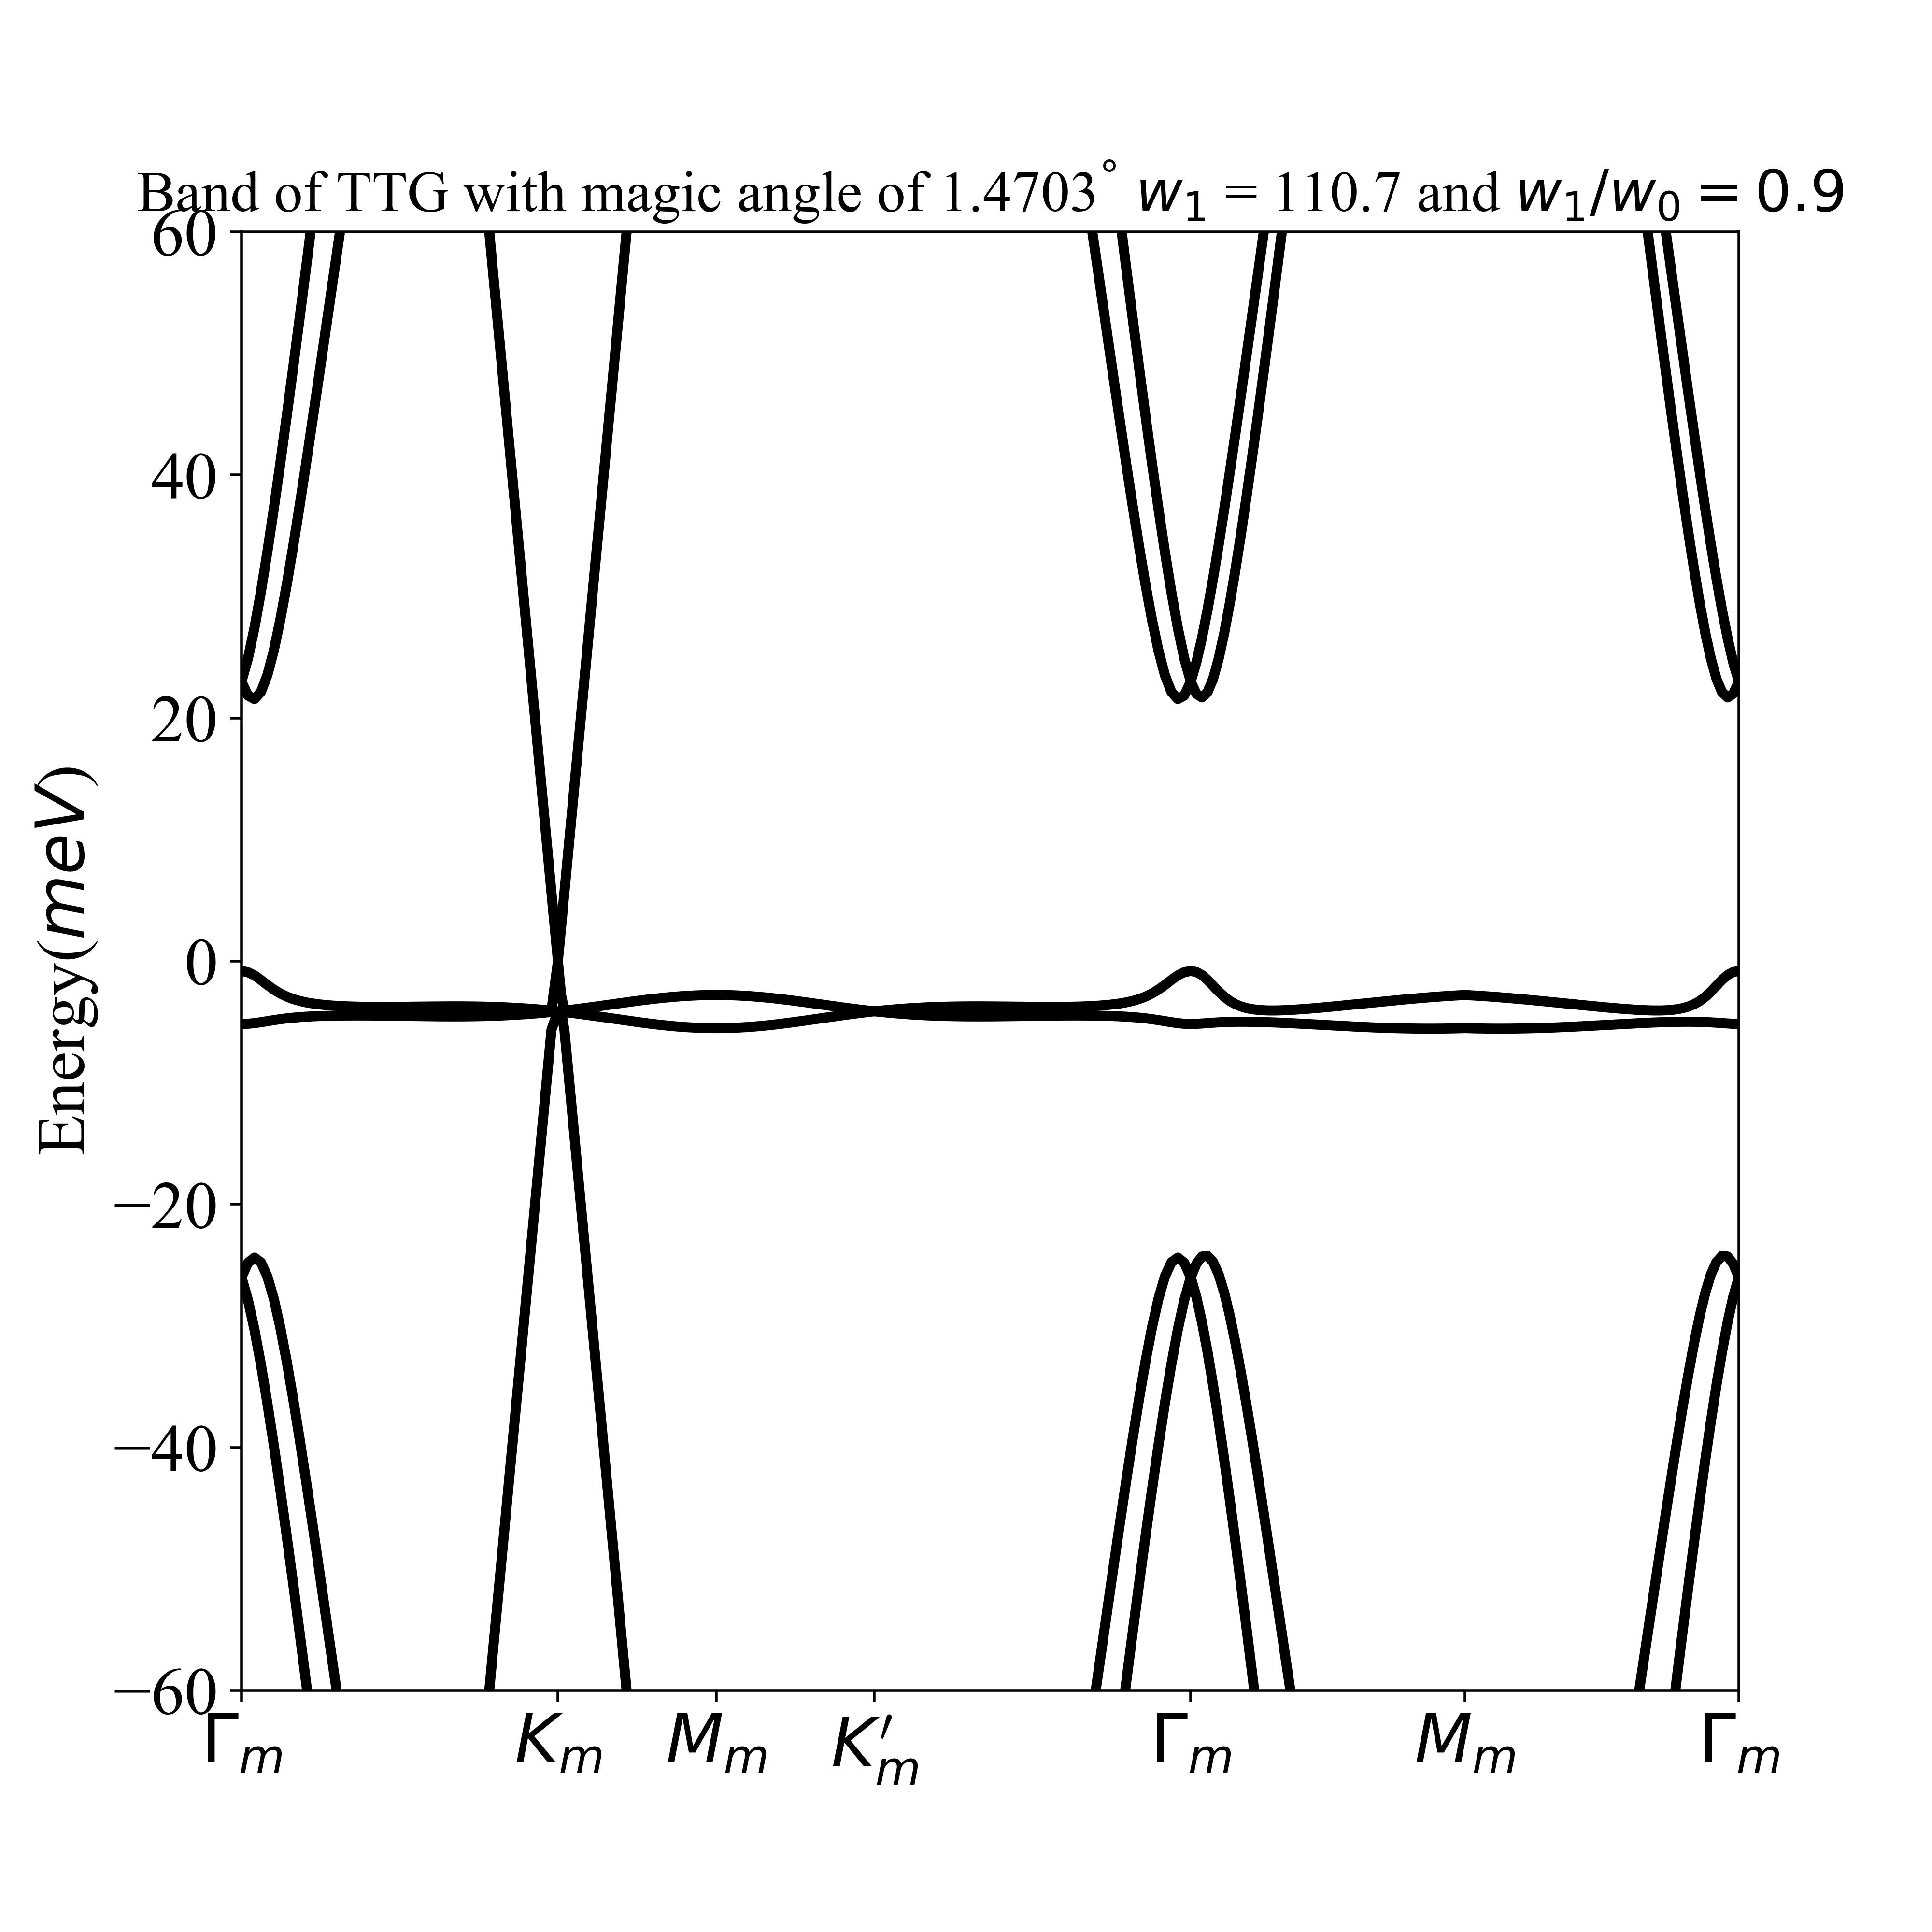 Band of TTG with magic angle of 1.4703° w₁ = 110.7 and w₁/w₀ = 0.9
60
40
20
0
−20
−40
−60
Energy(meV)
Γₘ Kₘ Mₘ K′ₘ Γₘ Mₘ Γₘ